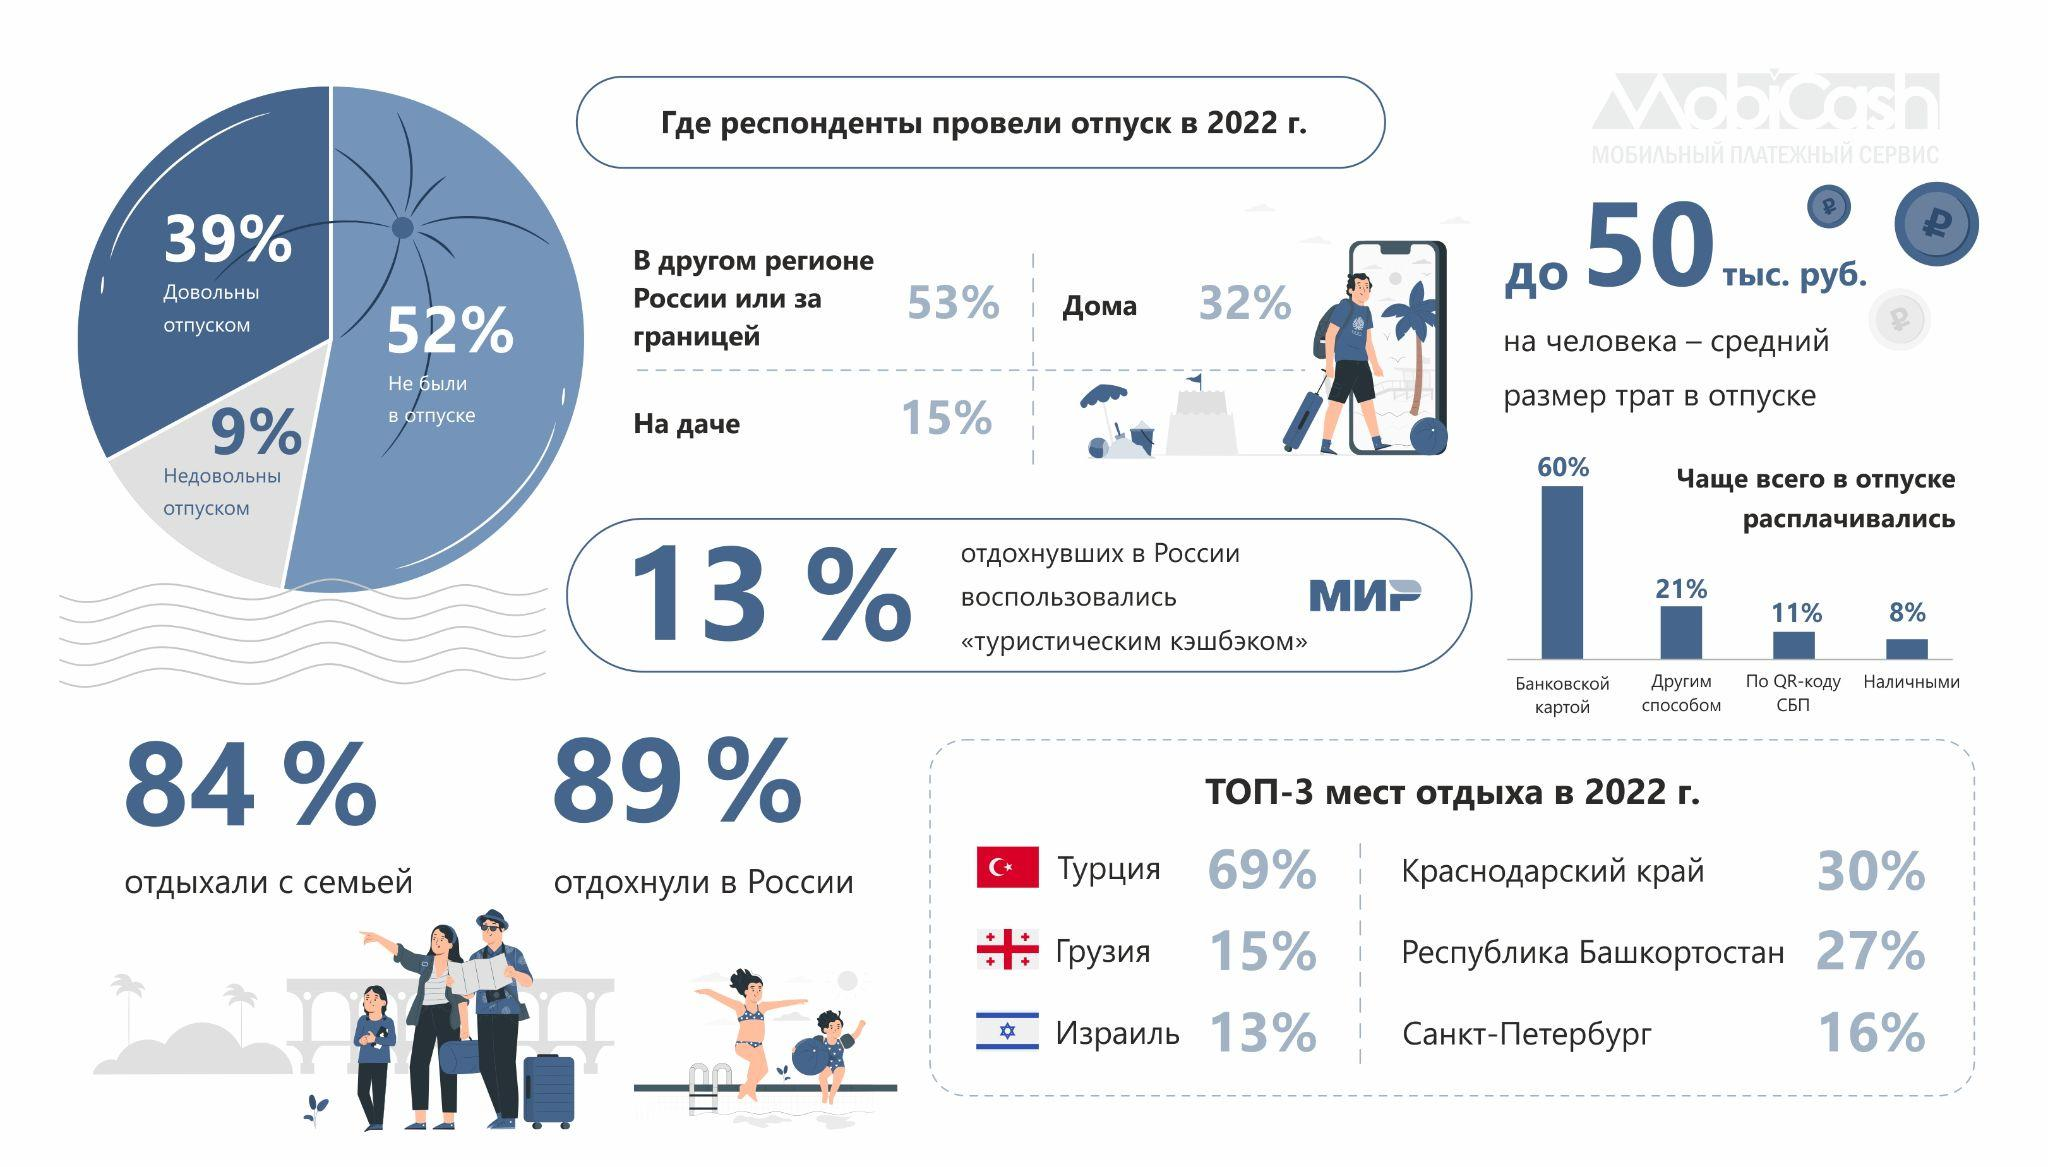 39%
Довольны
отпуском
52%
Не были
в отпуске
9%
Недовольны
отпуском
Где респонденты провели отпуск в 2022 г.
В другом регионе
России или за
границей
53%
Дома
32%
На даче
15%
MobiCash
МОБИЛЬНЫЙ ПЛАТЕЖНЫЙ СЕРВИС
до 50 тыс. руб.
на человека – средний
размер трат в отпуске
Чаще всего в отпуске
расплачивались
60%
21%
11%
8%
Банковской
картой
Другим
способом
По QR-коду
СБП
Наличными
13 %
отдохнувших в России
воспользовались
«туристическим кэшбэком»
МИР
84 %
отдыхали с семьей
89 %
отдохнули в России
ТОП-3 мест отдыха в 2022 г.
Турция 69%
Грузия 15%
Израиль 13%
Краснодарский край 30%
Республика Башкортостан 27%
Санкт-Петербург 16%